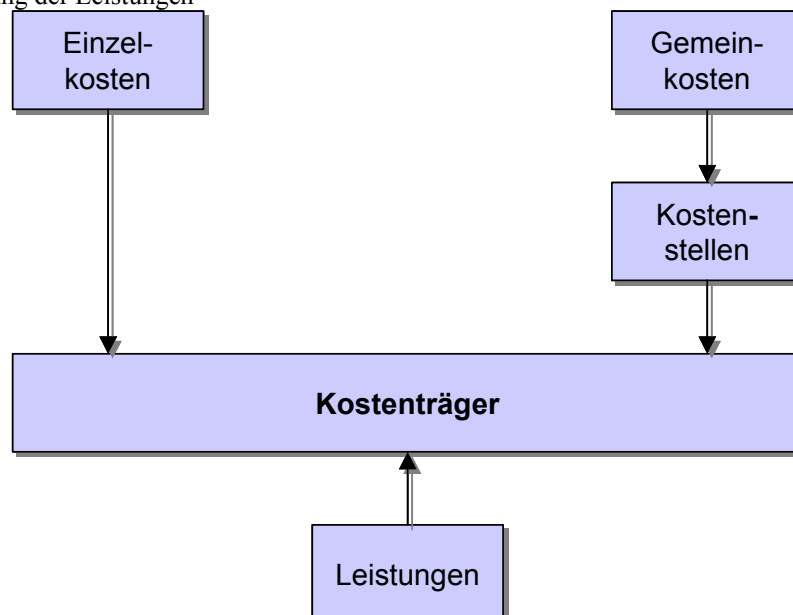 ng der Leistungen
Einzel-
kosten
Gemein-
kosten
Kosten-
stellen
Kostenträger
Leistungen